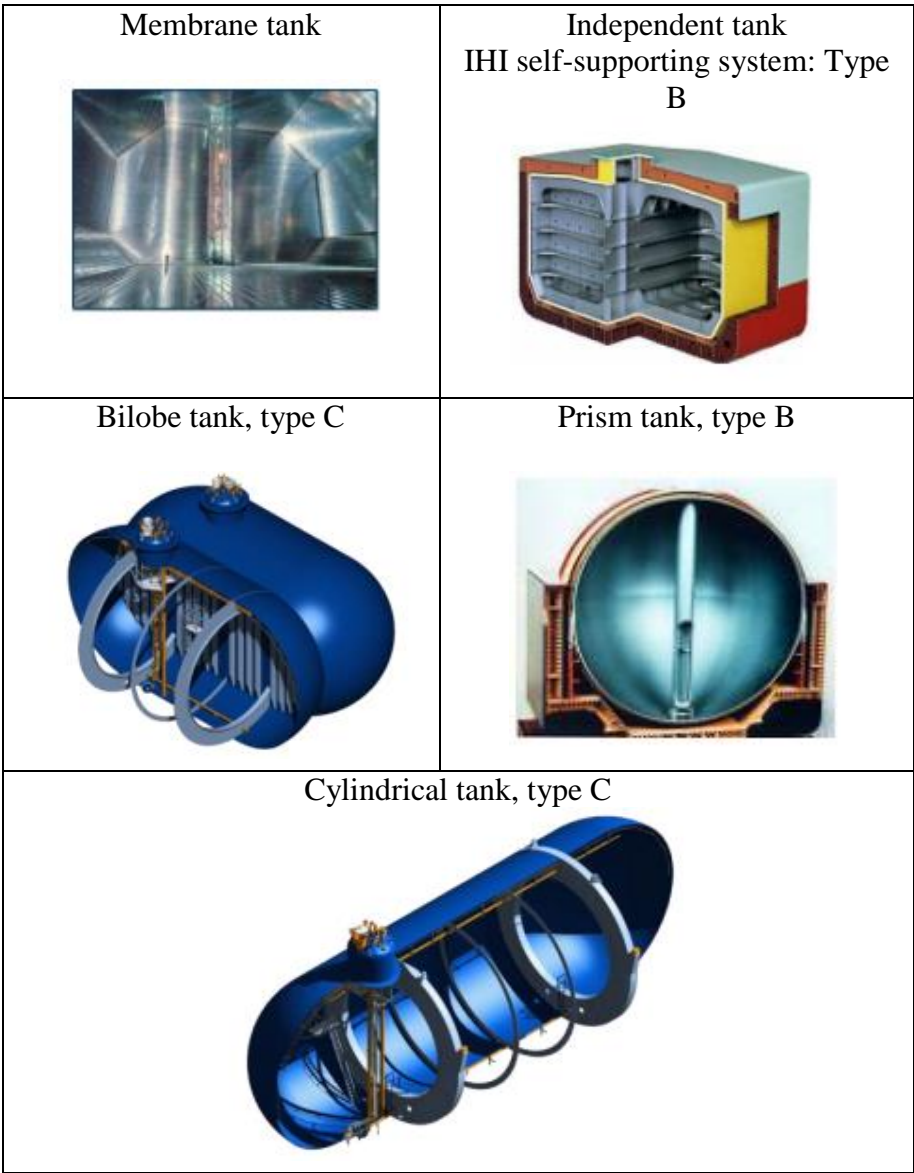 Membrane tank
Independent tank
IHI self-supporting system: Type
B
Bilobe tank, type C
Prism tank, type B
Cylindrical tank, type C